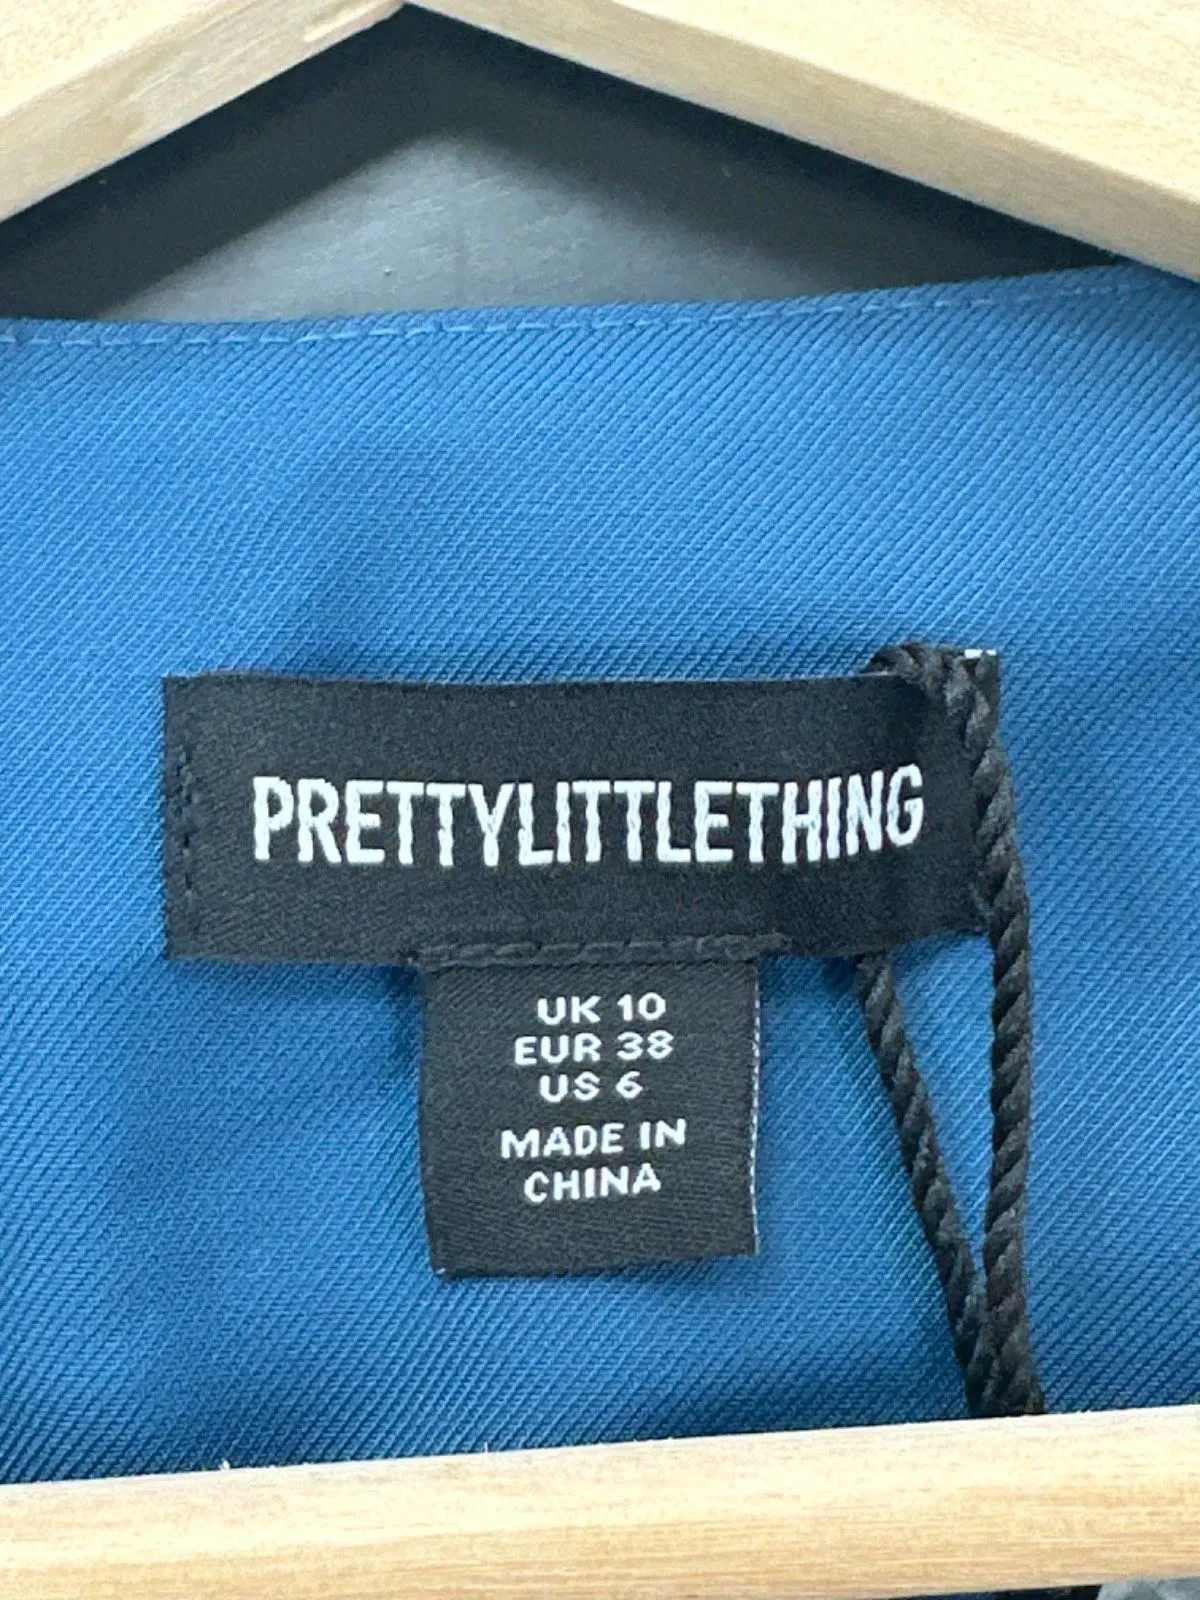 PRETTYLITTLETHING
UK 10
EUR 38
US 6
MADE IN
CHINA